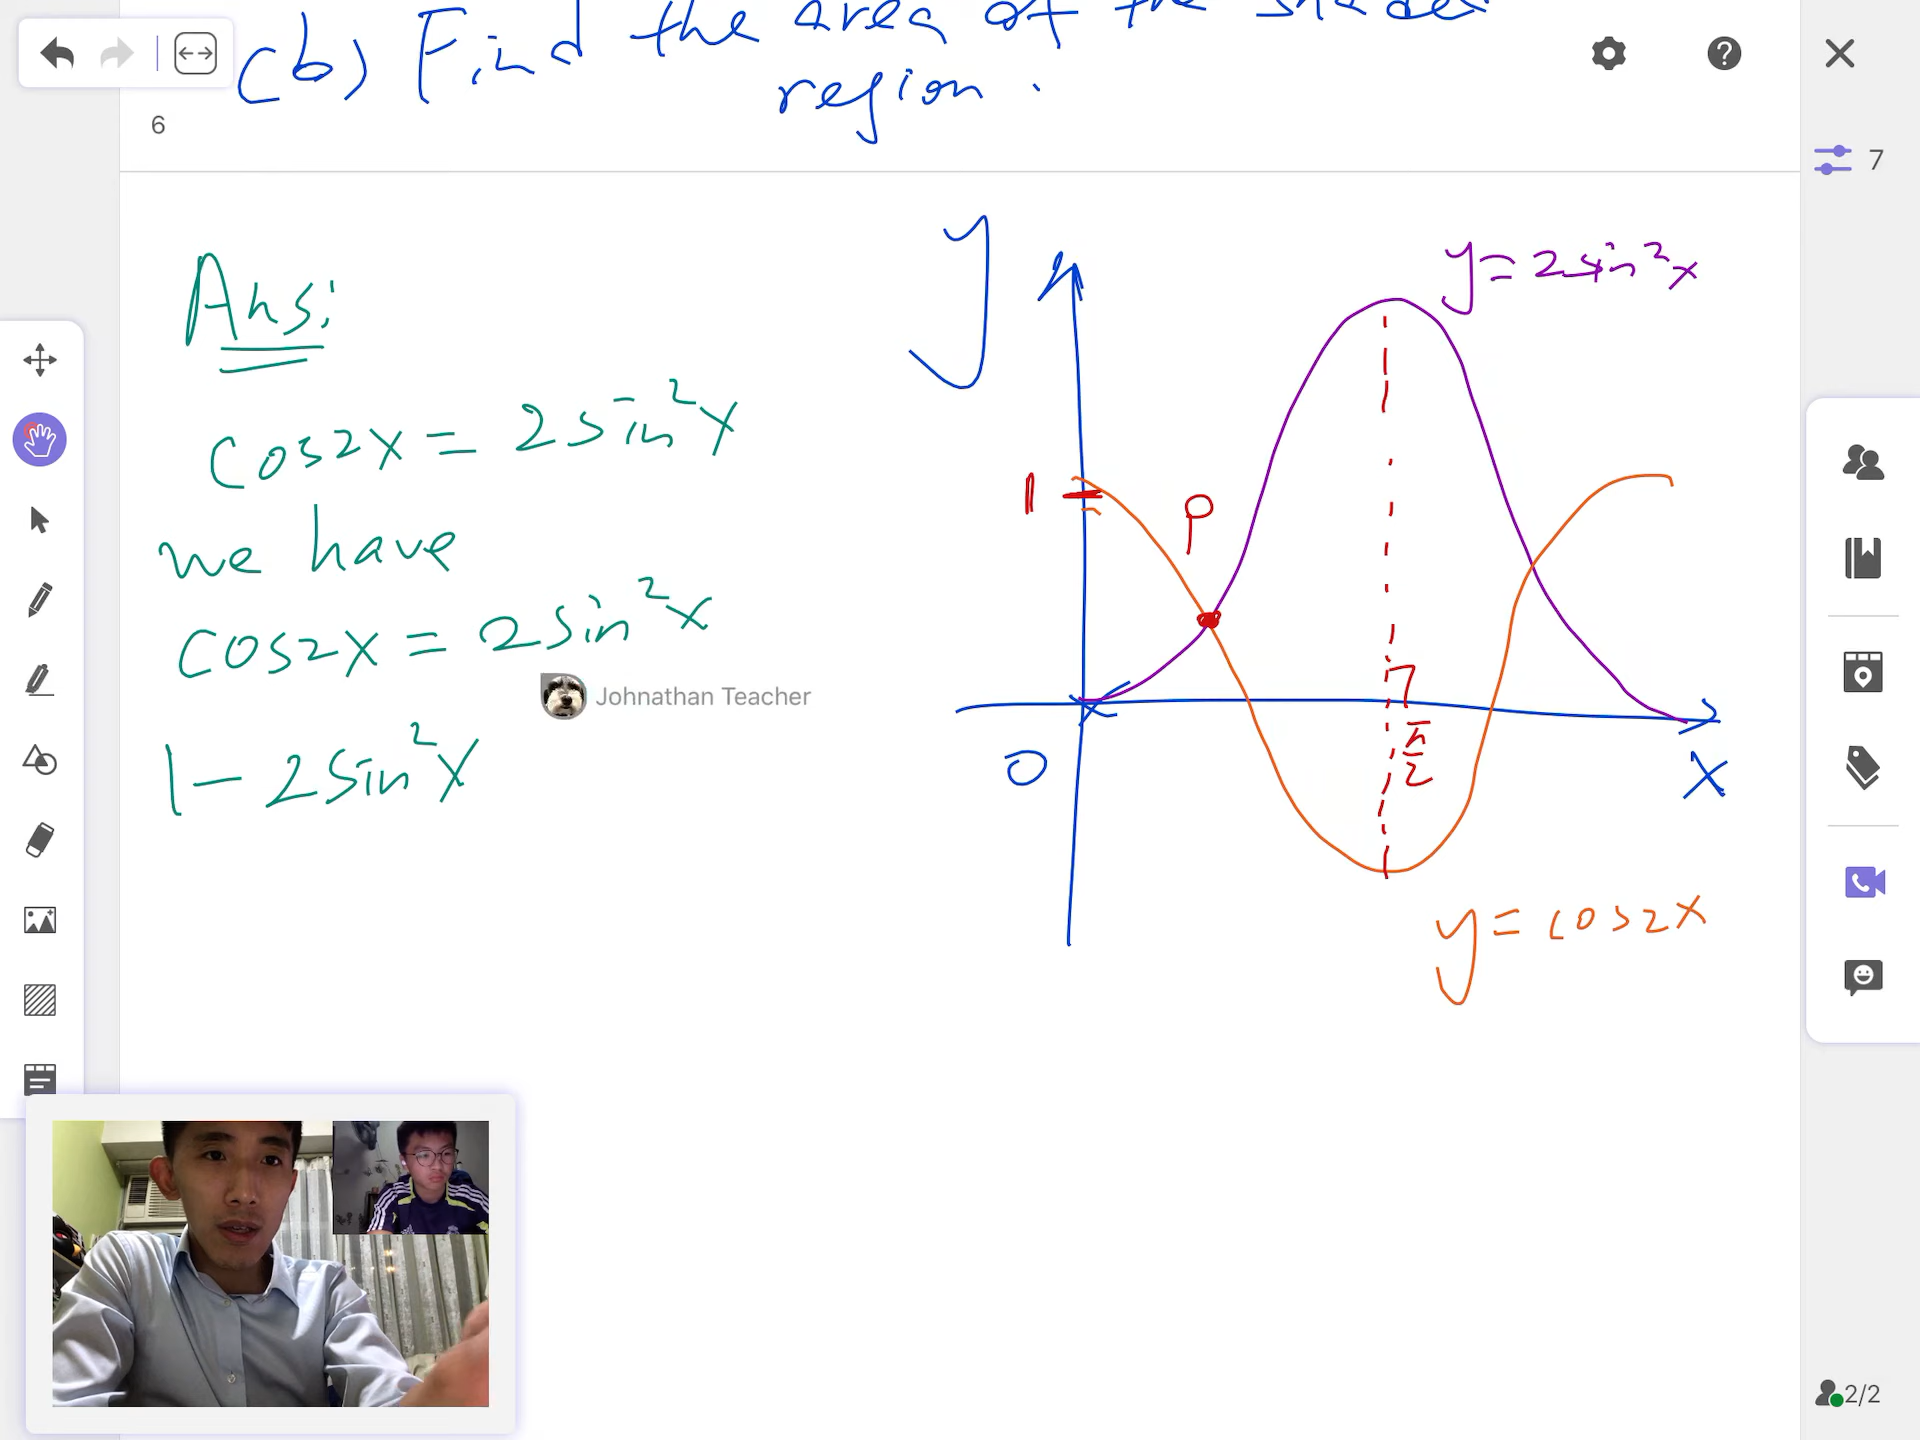 (b) Find the area of the shaded
region.
6
7
Ans:
cos2x = 2sin²x
we have
cos2x = 2sin²x
Johnathan Teacher
1-2sin²x
y
y=2sin²x
1
P
π/2
O
x
y=cos2x
2/2